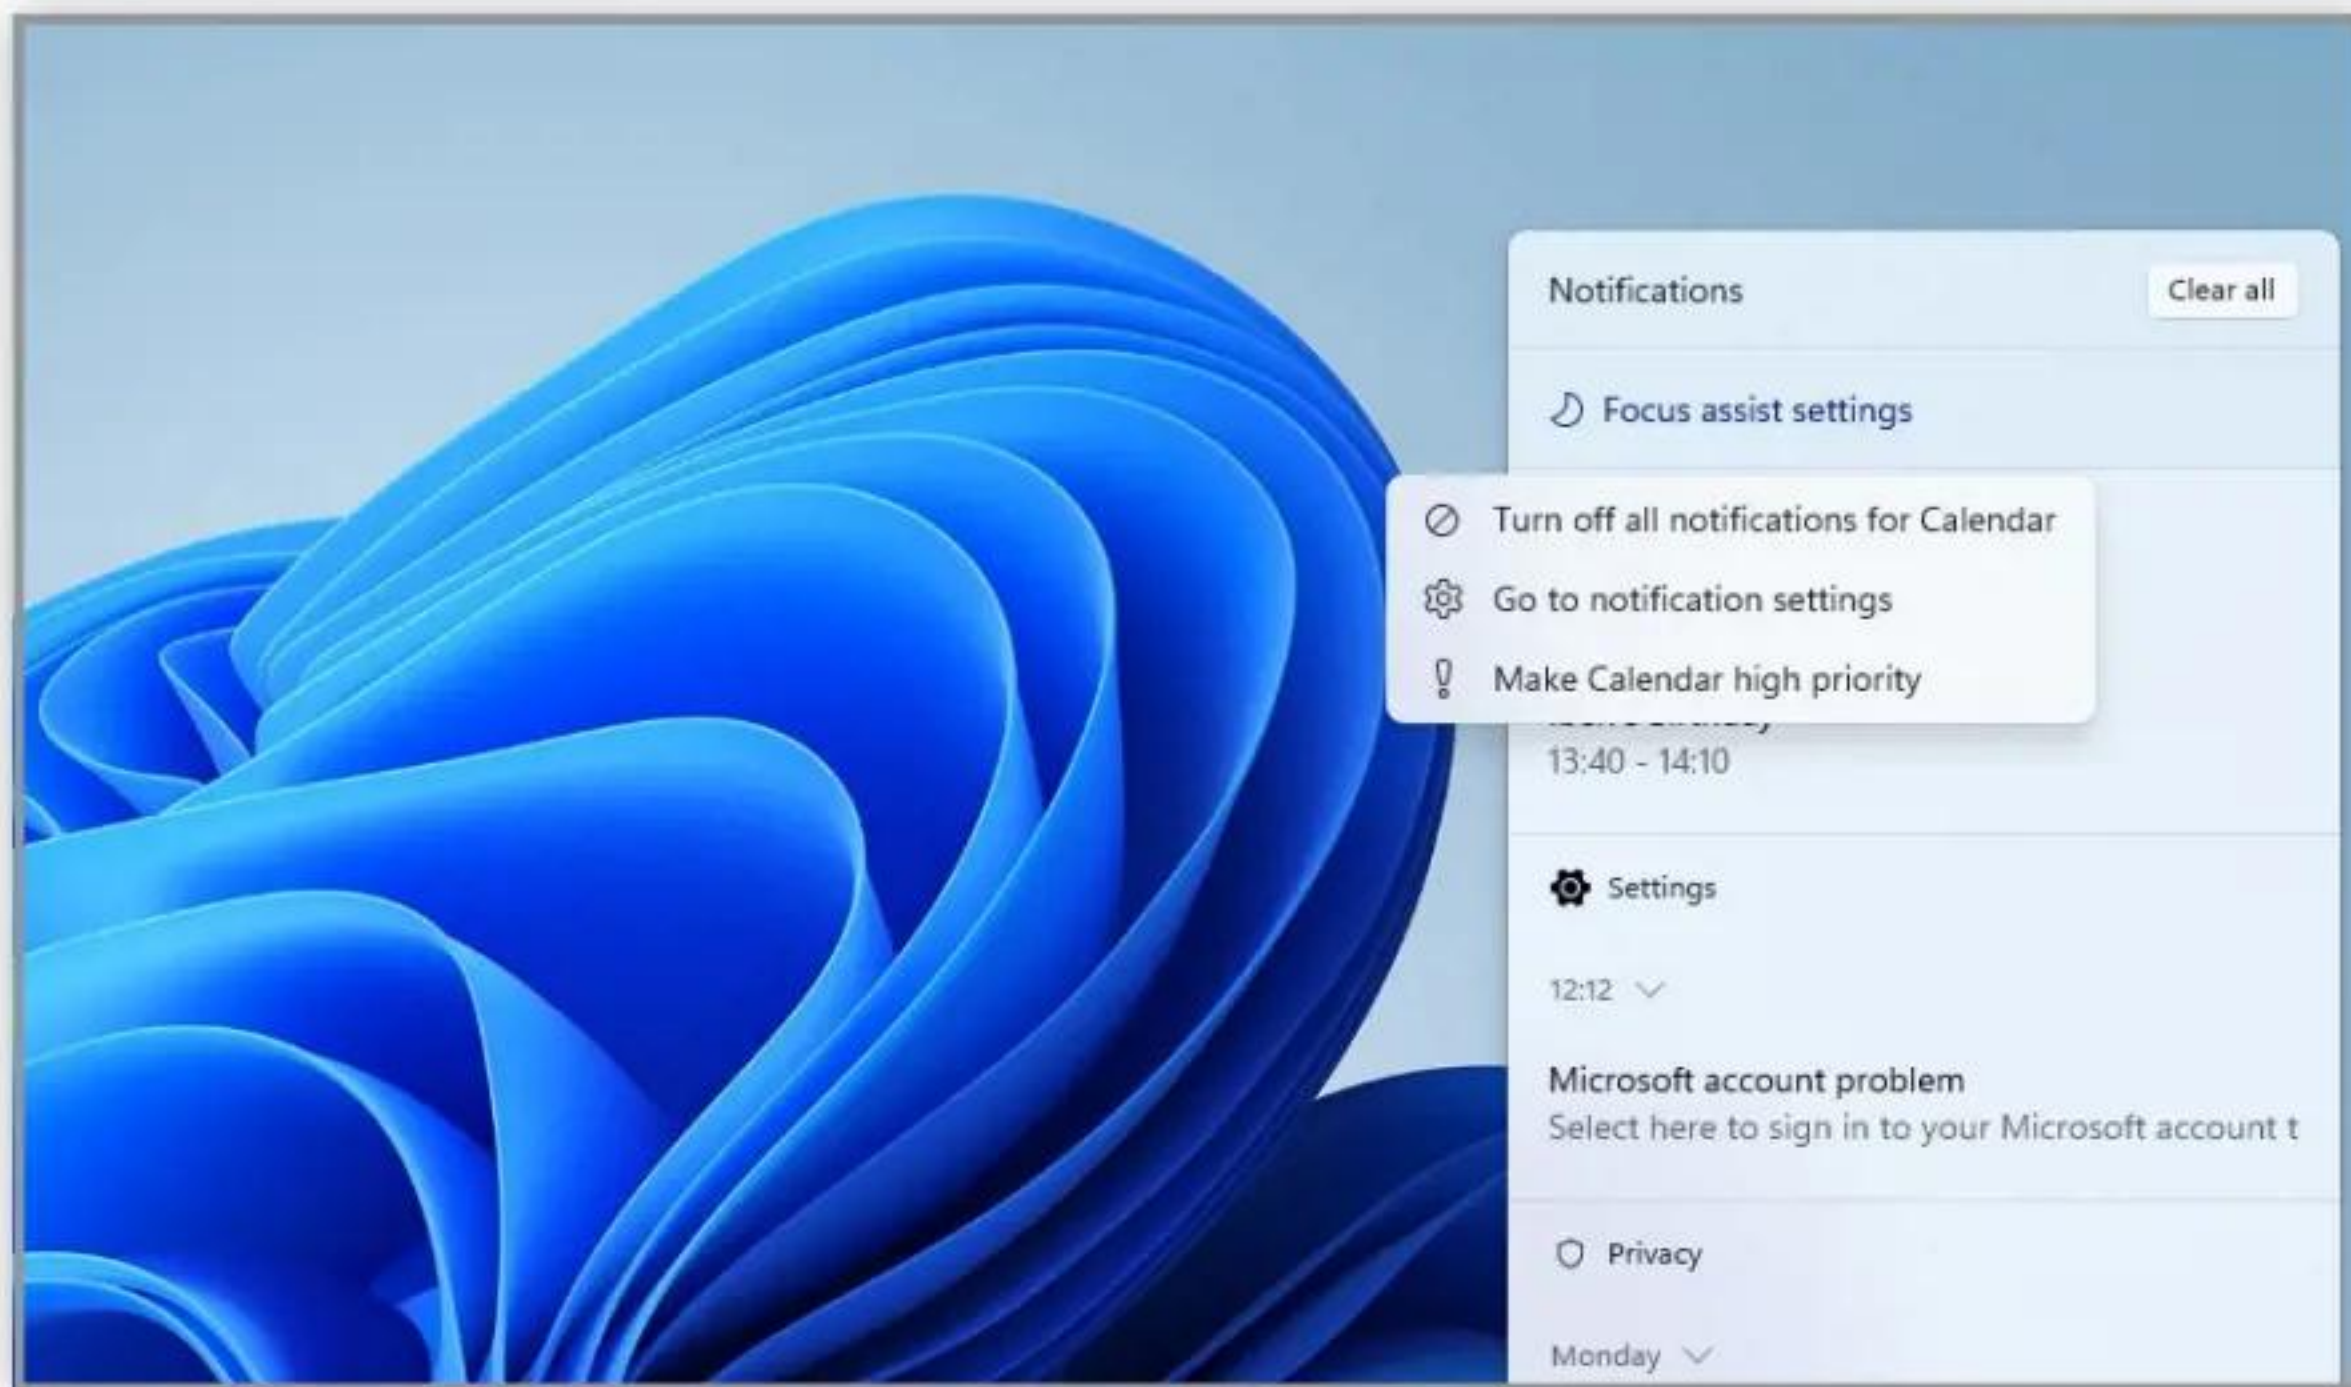 Notifications
Clear all
Focus assist settings
Turn off all notifications for Calendar
Go to notification settings
Make Calendar high priority
13:40 - 14:10
Settings
12:12
Microsoft account problem
Select here to sign in to your Microsoft account t
Privacy
Monday